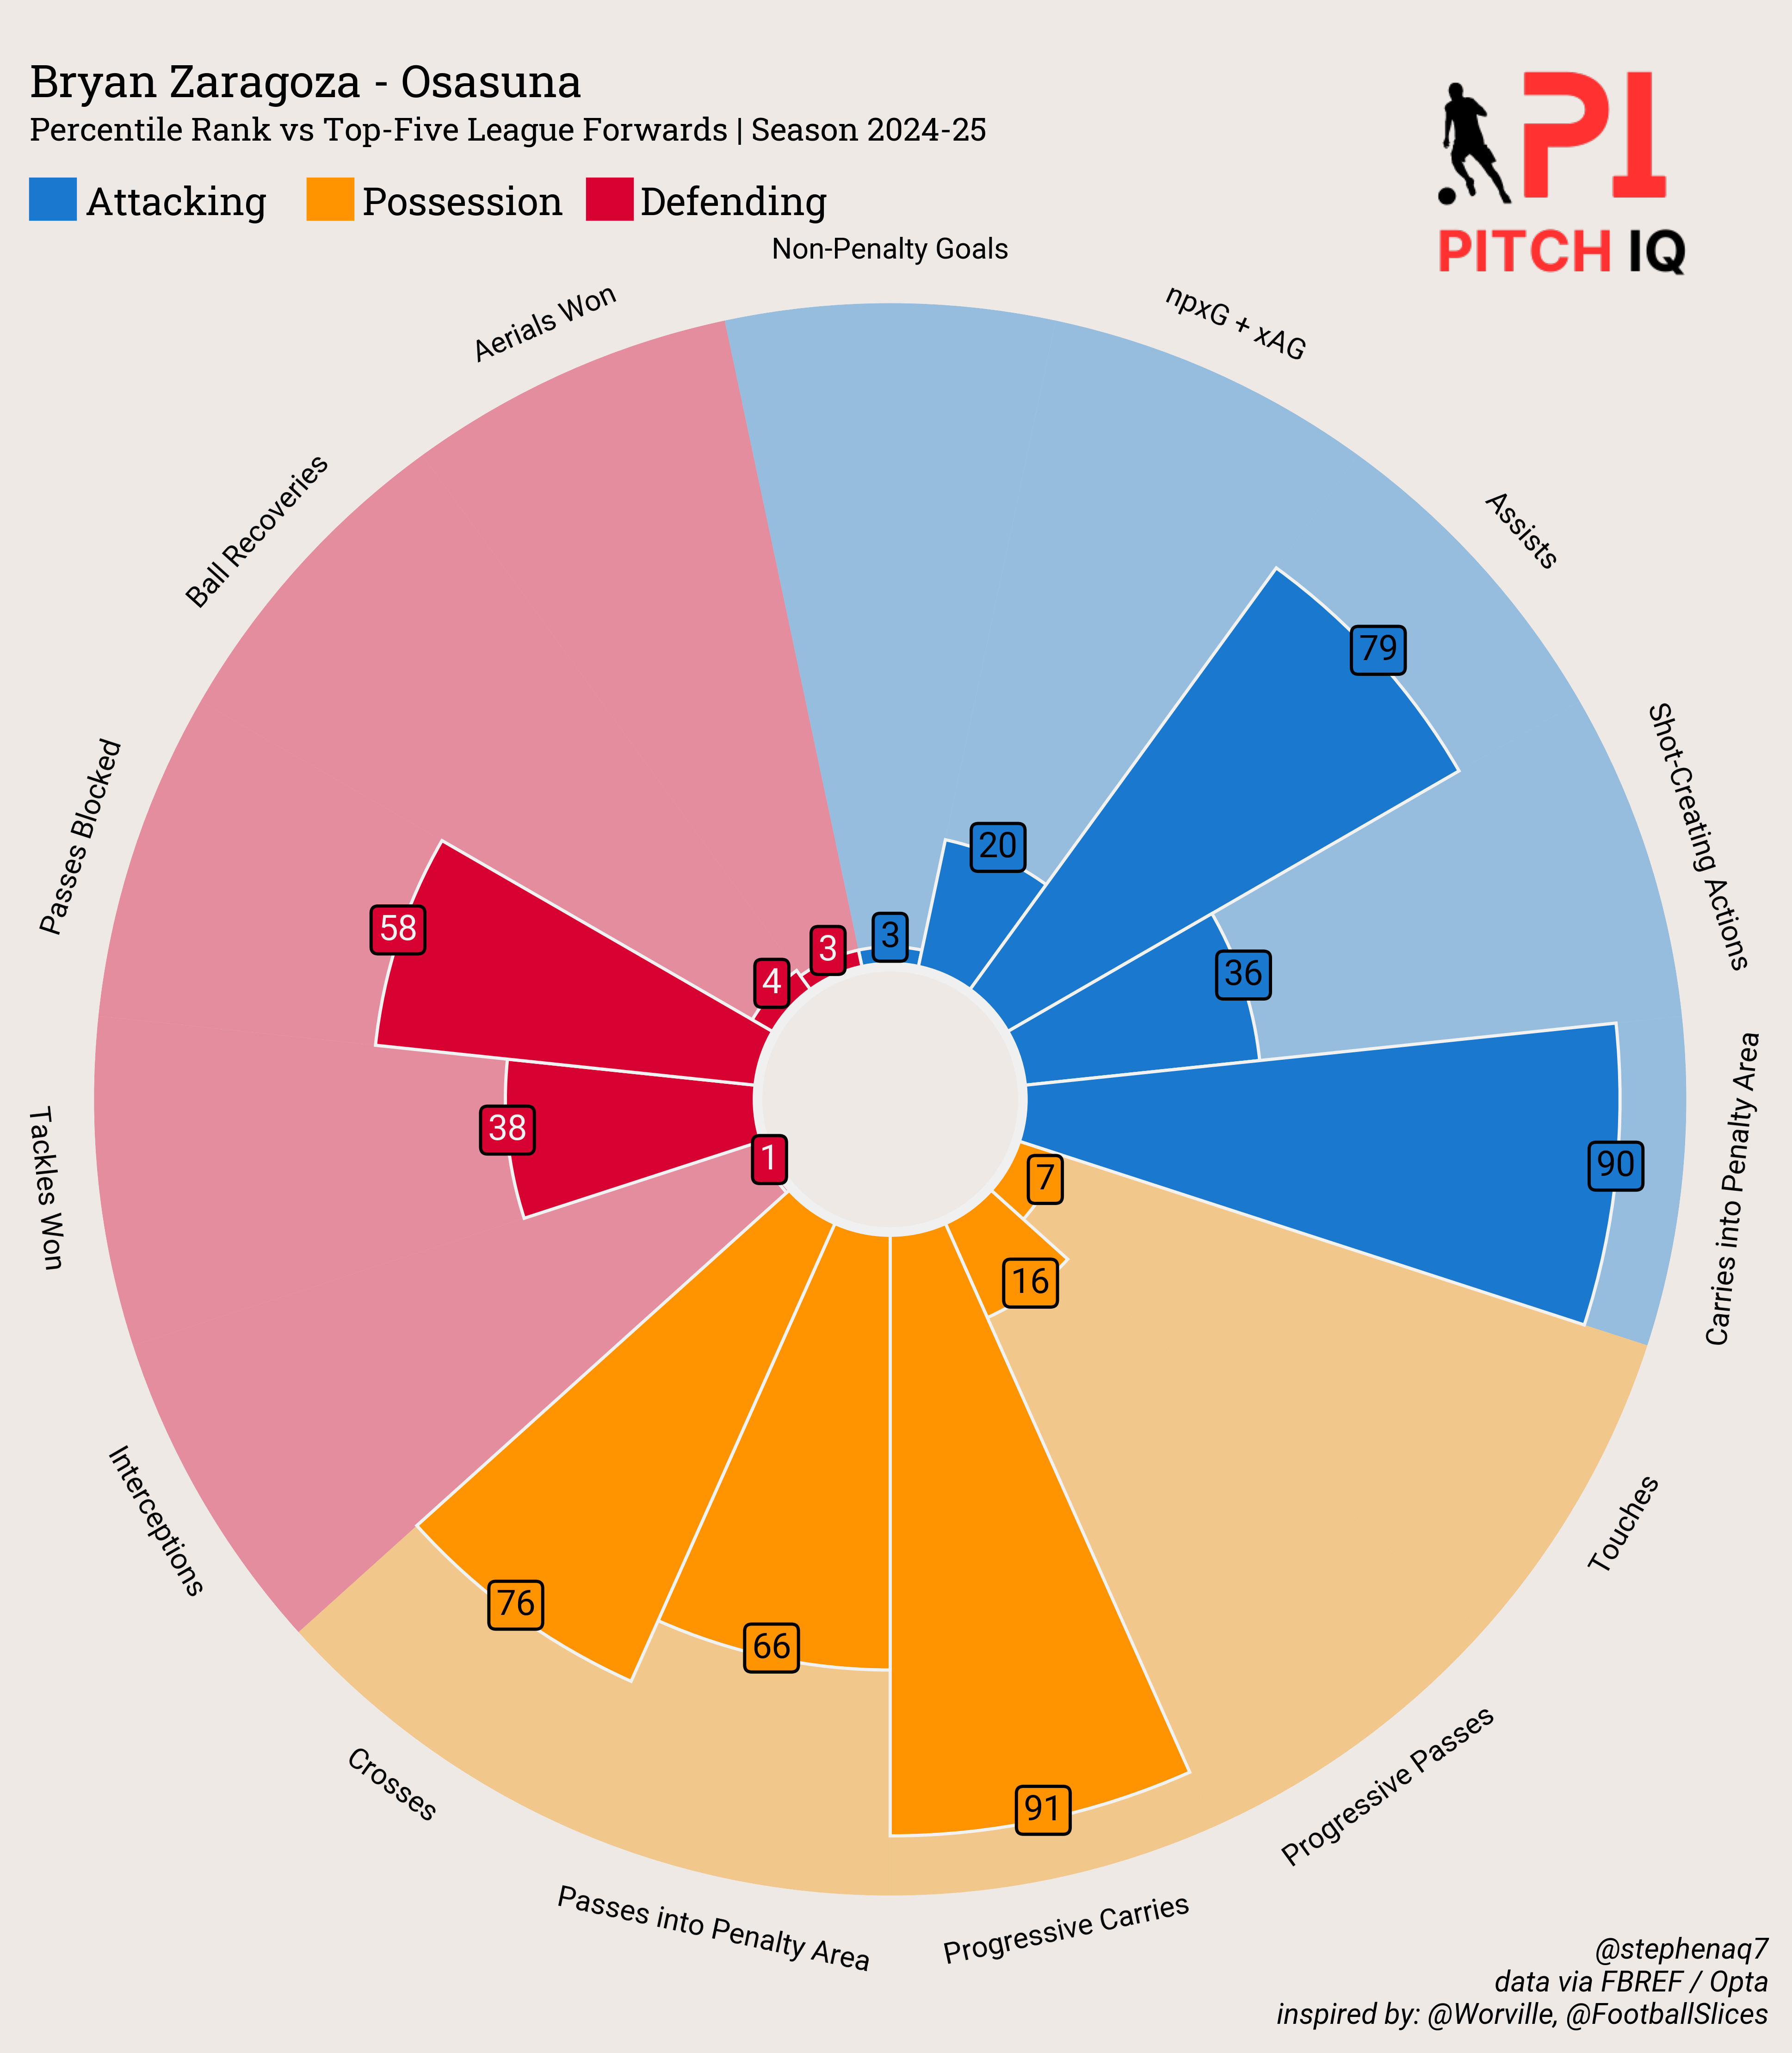 Bryan Zaragoza - Osasuna
Percentile Rank vs Top-Five League Forwards | Season 2024-25
Attacking Possession Defending
PI
PITCH IQ
Non-Penalty Goals
npxG + xAG
Assists
Shot-Creating Actions
Carries into Penalty Area
Touches
Progressive Passes
Progressive Carries
Passes into Penalty Area
Crosses
Interceptions
Tackles Won
Passes Blocked
Ball Recoveries
Aerials Won
3
20
79
36
90
7
16
91
66
76
1
38
58
4
3
@stephenaq7
data via FBREF / Opta
inspired by: @Worville, @FootballSlices